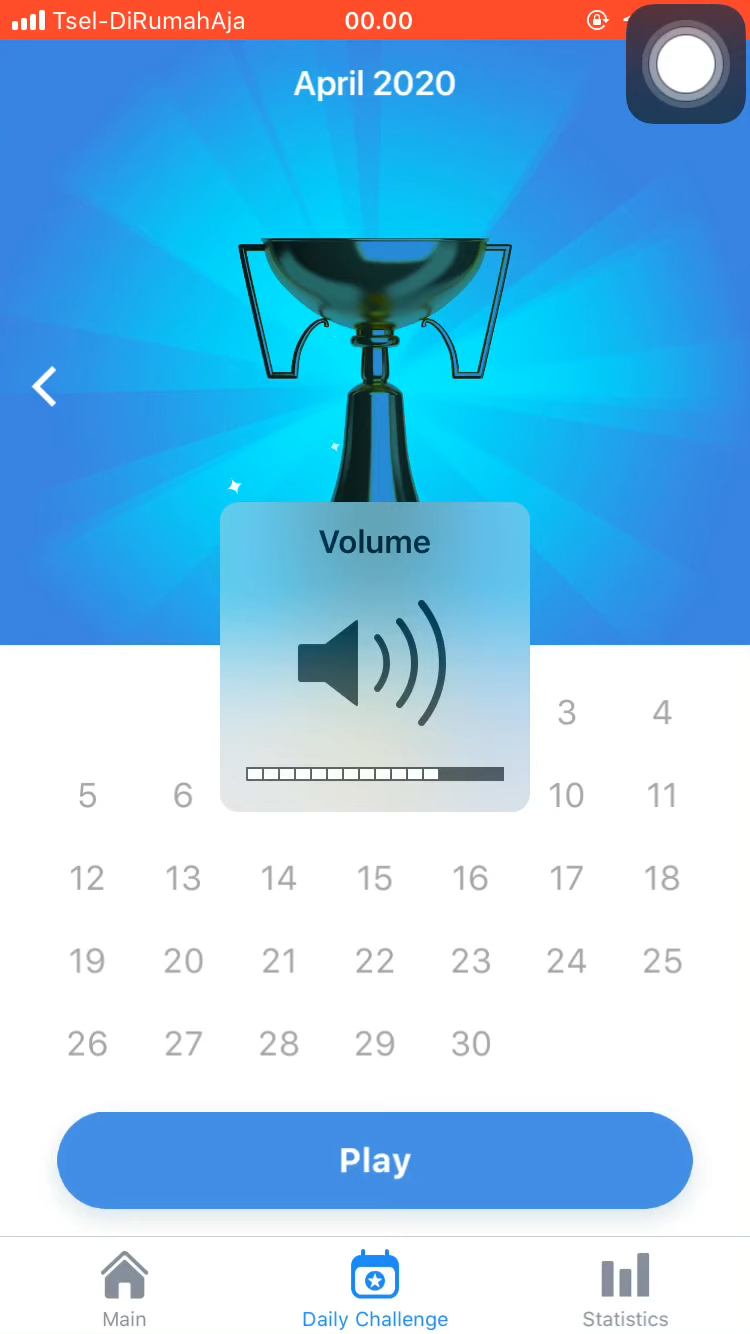 Tsel-DiRumahAja 00.00
April 2020
Volume
3 4
5 6 10 11
12 13 14 15 16 17 18
19 20 21 22 23 24 25
26 27 28 29 30
Play
Main Daily Challenge Statistics